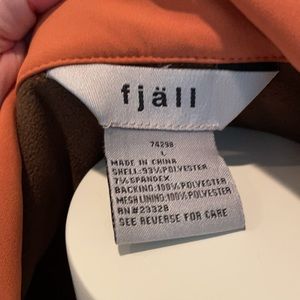 fjäll
74298
L
MADE IN CHINA
SHELL: 93% POLYESTER
7% SPANDEX
BACKING: 100% POLYESTER
MESH LINING: 100% POLYESTER
RN #23328
SEE REVERSE FOR CARE